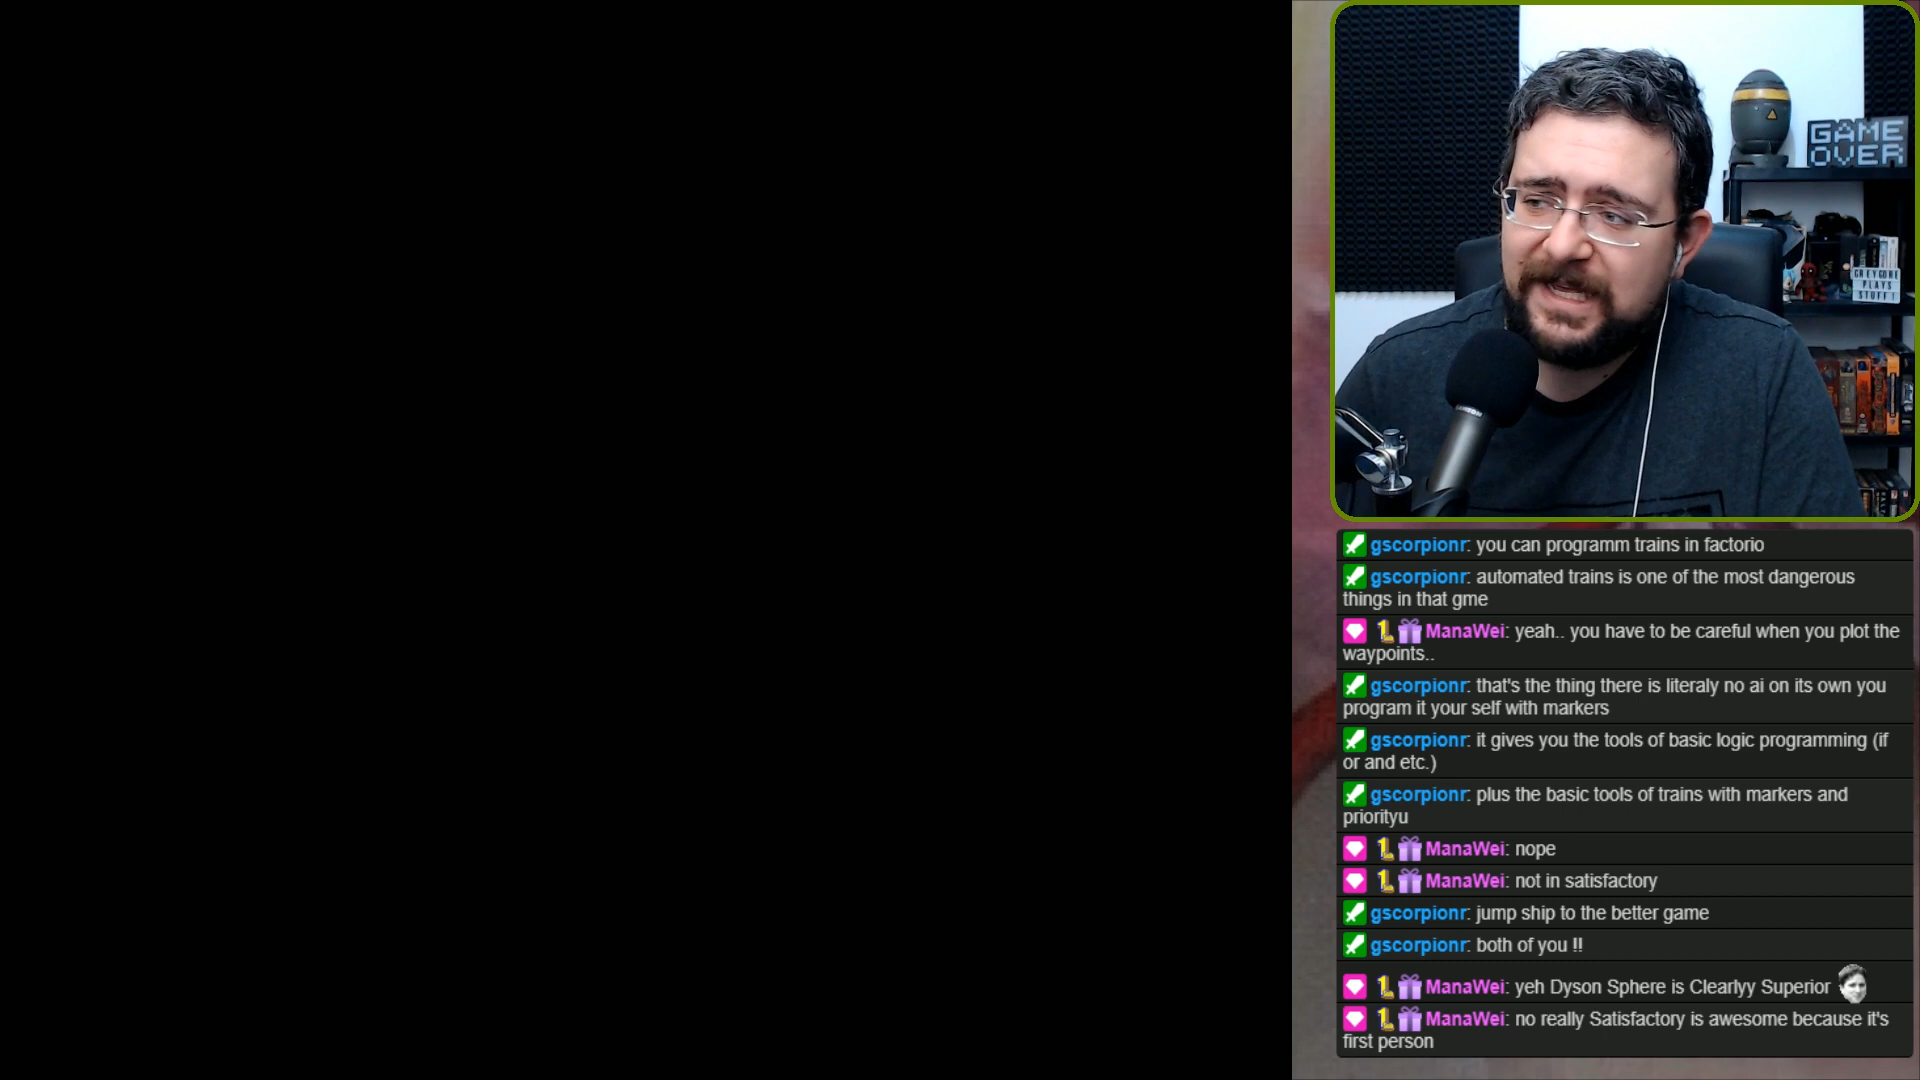 GAME
OVER
GREYGORE
PLAYS
STUFF!
gscorpionr: you can programm trains in factorio
gscorpionr: automated trains is one of the most dangerous
things in that gme
ManaWei: yeah.. you have to be careful when you plot the
waypoints..
gscorpionr: that's the thing there is literaly no ai on its own you
program it your self with markers
gscorpionr: it gives you the tools of basic logic programming (if
or and etc.)
gscorpionr: plus the basic tools of trains with markers and
priorityu
ManaWei: nope
ManaWei: not in satisfactory
gscorpionr: jump ship to the better game
gscorpionr: both of you !!
ManaWei: yeh Dyson Sphere is Clearlyy Superior
ManaWei: no really Satisfactory is awesome because it's
first person